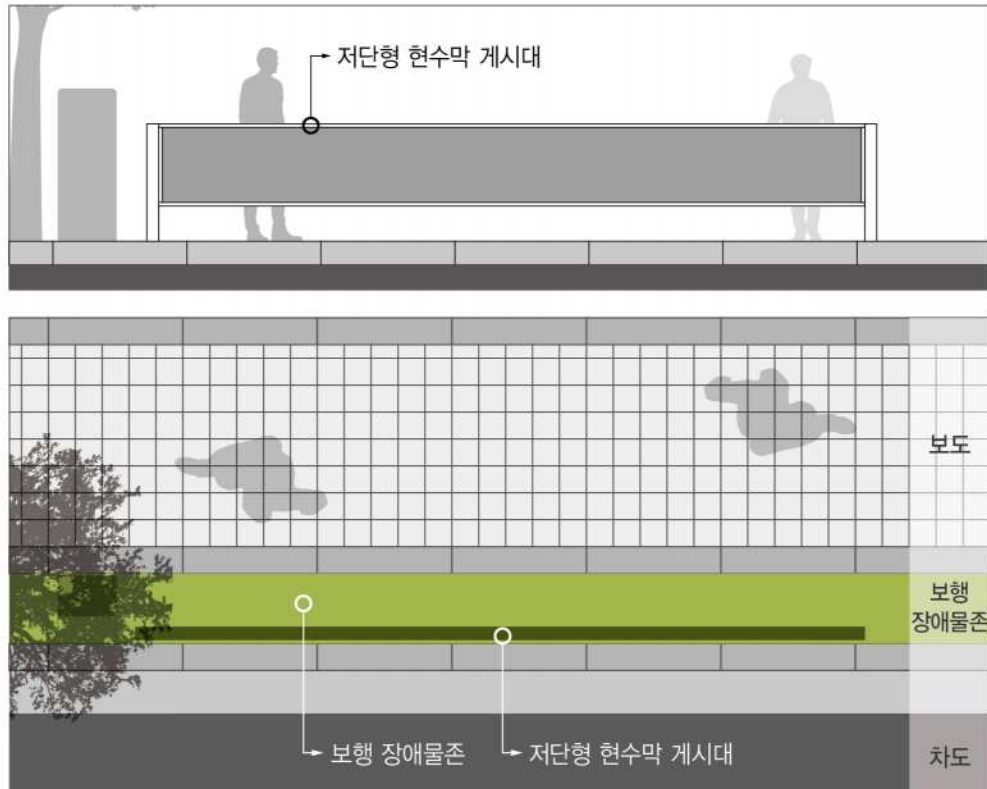 저단형 현수막 게시대
보도
보행
장애물존
보행 장애물존
저단형 현수막 게시대
차도